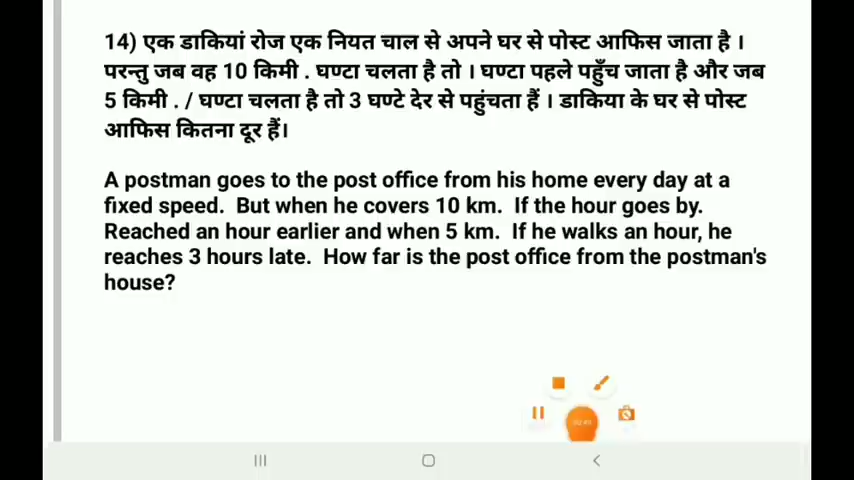 14) एक डाकियां रोज एक नियत चाल से अपने घर से पोस्ट आफिस जाता है ।
परन्तु जब वह 10 किमी . घण्टा चलता है तो । घण्टा पहले पहुँच जाता है और जब
5 किमी . / घण्टा चलता है तो 3 घण्टे देर से पहुंचता हैं । डाकिया के घर से पोस्ट
आफिस कितना दूर हैं।
A postman goes to the post office from his home every day at a
fixed speed. But when he covers 10 km. If the hour goes by.
Reached an hour earlier and when 5 km. If he walks an hour, he
reaches 3 hours late. How far is the post office from the postman's
house?